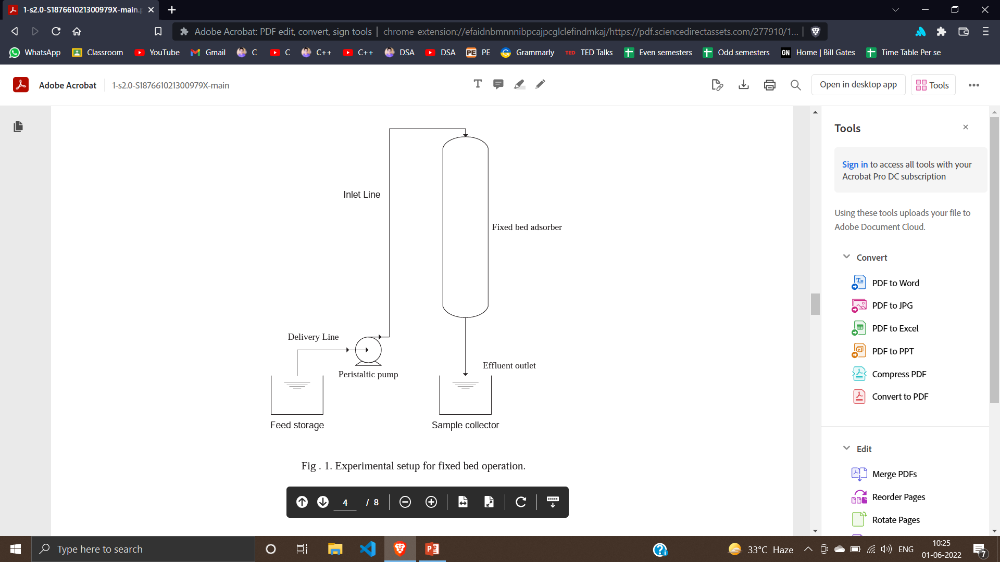 1-s2.0-S187661021300979X-main.p
Adobe Acrobat: PDF edit, convert, sign tools | chrome-extension://efaidnbmnnnibpcajpcglclefindmkaj/https://pdf.sciencedirectassets.com/277910/1...
WhatsApp Classroom YouTube Gmail C C C++ C++ DSA DSA PE PE Grammarly TED TED Talks Even semesters Odd semesters GN Home | Bill Gates Time Table Per se
Adobe Acrobat 1-s2.0-S187661021300979X-main T Open in desktop app Tools
Tools
Sign in to access all tools with your
Acrobat Pro DC subscription
Using these tools uploads your file to
Adobe Document Cloud.
Convert
PDF to Word
PDF to JPG
PDF to Excel
PDF to PPT
Compress PDF
Convert to PDF
Edit
Merge PDFs
Reorder Pages
Rotate Pages
Inlet Line
Fixed bed adsorber
Delivery Line
Effluent outlet
Peristaltic pump
Feed storage
Sample collector
Fig . 1. Experimental setup for fixed bed operation.
4 / 8
Type here to search
33°C Haze
ENG
10:25
01-06-2022
7